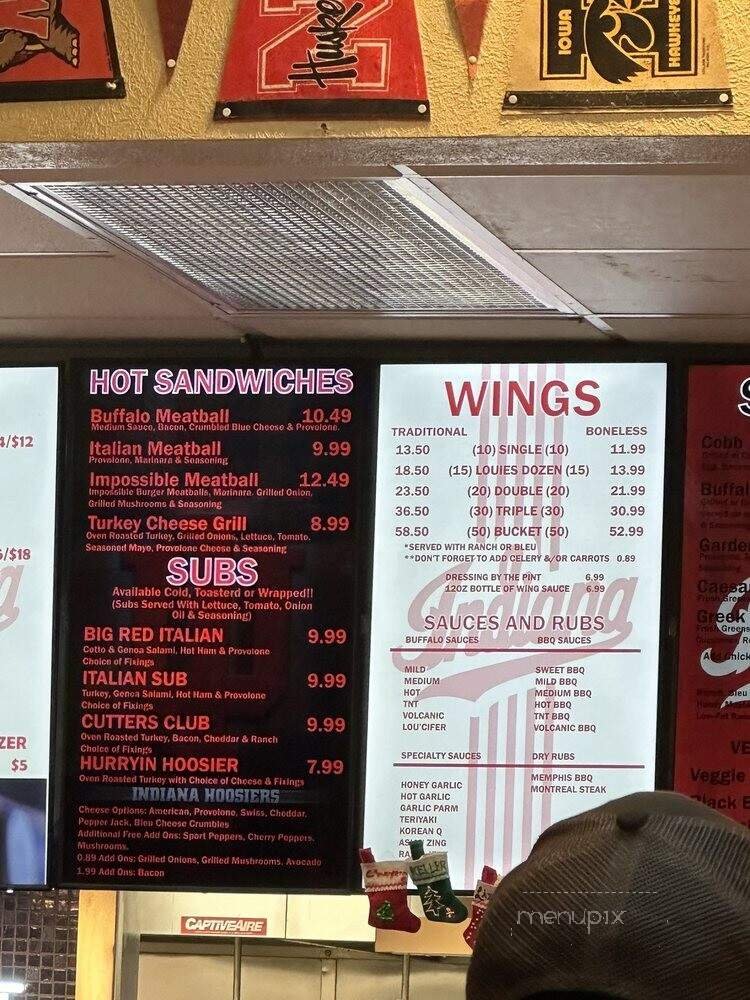 Huskers
N
IOWA
HAWKEYES
4/$12
6/$18
ZER
$5
HOT SANDWICHES
Buffalo Meatball 10.49
Medium Sauce, Bacon, Crumbled Blue Cheese & Provolone.
Italian Meatball 9.99
Provolone, Marinara & Seasoning
Impossible Meatball 12.49
Impossible Burger Meatballs, Marinara, Grilled Onion,
Grilled Mushrooms & Seasoning
Turkey Cheese Grill 8.99
Oven Roasted Turkey, Grilled Onions, Lettuce, Tomato,
Seasoned Mayo, Provolone Cheese & Seasoning
SUBS
Available Cold, Toasterd or Wrapped!!
(Subs Served With Lettuce, Tomato, Onion
Oil & Seasoning)
BIG RED ITALIAN 9.99
Cotto & Genoa Salami, Hot Ham & Provolone
Choice of Fixings
ITALIAN SUB 9.99
Turkey, Genoa Salami, Hot Ham & Provolone
Choice of Fixings
CUTTERS CLUB 9.99
Oven Roasted Turkey, Bacon, Cheddar & Ranch
Choice of Fixings
HURRYIN HOOSIER 7.99
Oven Roasted Turkey with Choice of Cheese & Fixings
INDIANA HOOSIERS
Cheese Options: American, Provolone, Swiss, Cheddar,
Pepper Jack, Bleu Cheese Crumbles
Additional Free Add Ons: Sport Peppers, Cherry Peppers,
Mushrooms.
0.89 Add Ons: Grilled Onions, Grilled Mushrooms, Avocado
1.99 Add Ons: Bacon
WINGS
TRADITIONAL BONELESS
13.50 (10) SINGLE (10) 11.99
18.50 (15) LOUIES DOZEN (15) 13.99
23.50 (20) DOUBLE (20) 21.99
36.50 (30) TRIPLE (30) 30.99
58.50 (50) BUCKET (50) 52.99
*SERVED WITH RANCH OR BLEU
**DON'T FORGET TO ADD CELERY &/OR CARROTS 0.89
DRESSING BY THE PINT 6.99
12OZ BOTTLE OF WING SAUCE 6.99
Indiana
SAUCES AND RUBS
BUFFALO SAUCES BBQ SAUCES
MILD SWEET BBQ
MEDIUM MILD BBQ
HOT MEDIUM BBQ
TNT HOT BBQ
VOLCANIC TNT BBQ
LOU'CIFER VOLCANIC BBQ
SPECIALTY SAUCES DRY RUBS
HONEY GARLIC MEMPHIS BBQ
HOT GARLIC MONTREAL STEAK
GARLIC PARM
TERIYAKI
KOREAN Q
ASIAN ZING
Cobb
Buffal
Garde
Caesa
Greek
Fresh Greens
Add Chick
VE
Veggie
Black B
KELLER
CAPTIVEAIRE
menupix